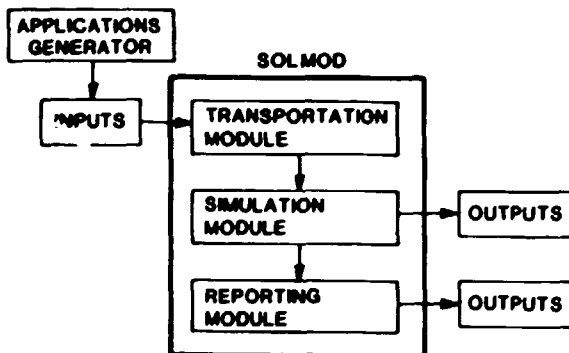 APPLICATIONS
GENERATOR
SOLMOD
INPUTS
TRANSPORTATION
MODULE
SIMULATION
MODULE
OUTPUTS
REPORTING
MODULE
OUTPUTS